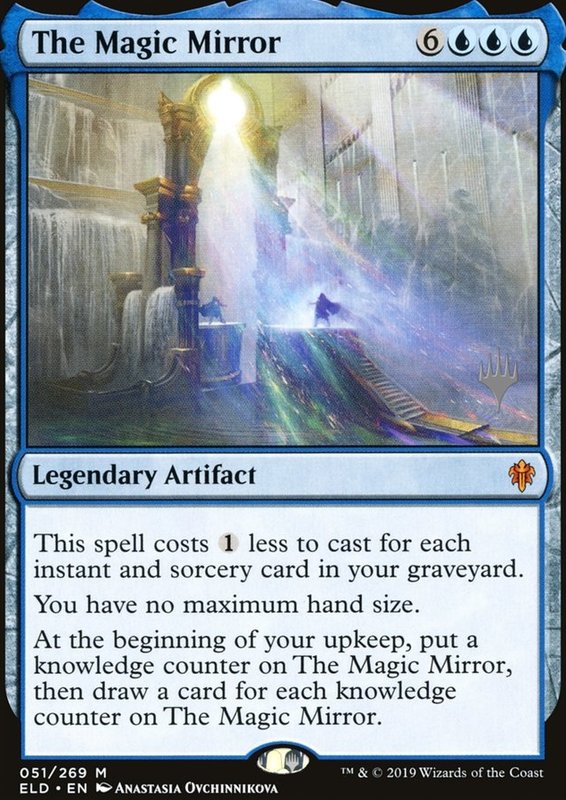 The Magic Mirror 6
Legendary Artifact
This spell costs 1 less to cast for each
instant and sorcery card in your graveyard.
You have no maximum hand size.
At the beginning of your upkeep, put a
knowledge counter on The Magic Mirror,
then draw a card for each knowledge
counter on The Magic Mirror.
051/269 M
ELD • EN Anastasia Ovchinnikova
™ & © 2019 Wizards of the Coast